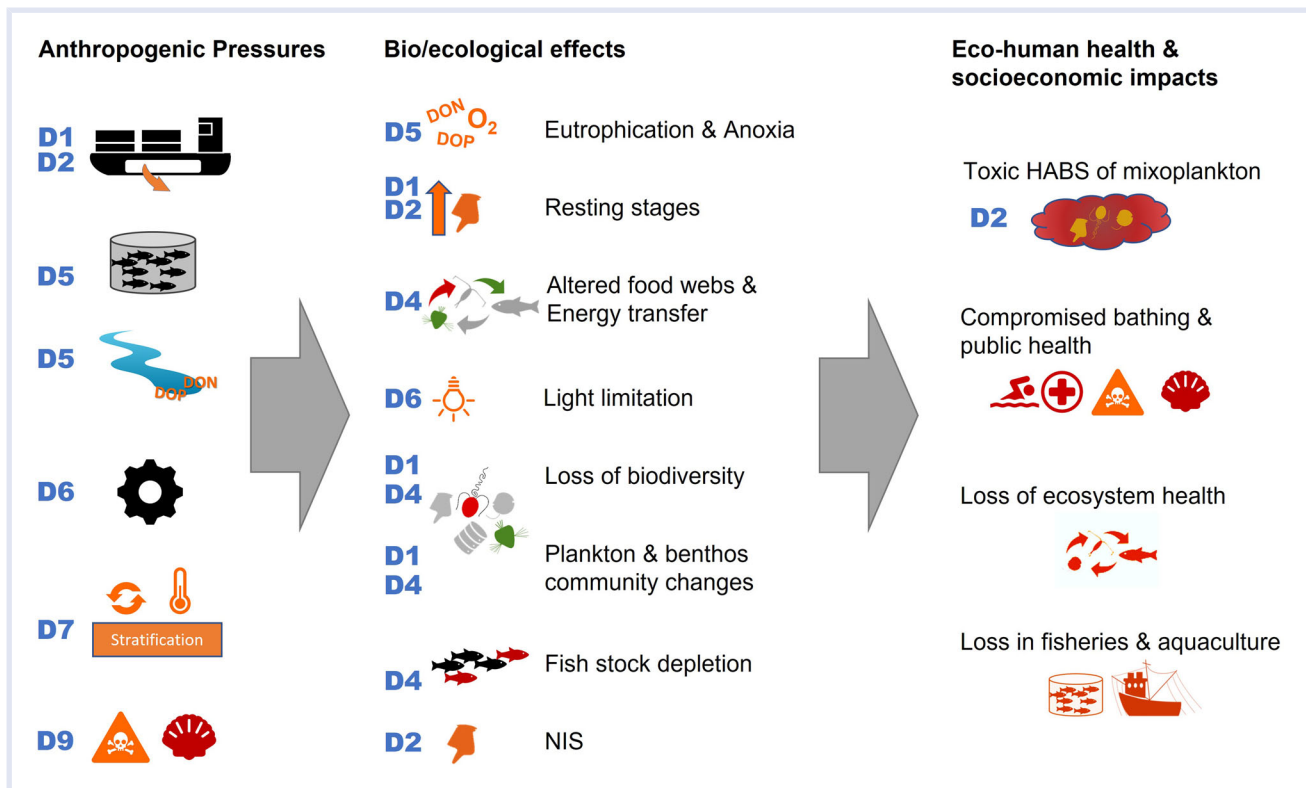 Anthropogenic Pressures
D1
D2
D5
D5
DON
DOP
D6
D7
Stratification
D9
Bio/ecological effects
D5
DON
O2
DOP
Eutrophication & Anoxia
D1
D2
Resting stages
D4
Altered food webs &
Energy transfer
D6
Light limitation
D1
D4
Loss of biodiversity
D1
D4
Plankton & benthos
community changes
D4
Fish stock depletion
D2
NIS
Eco-human health &
socioeconomic impacts
Toxic HABS of mixoplankton
D2
Compromised bathing &
public health
Loss of ecosystem health
Loss in fisheries & aquaculture